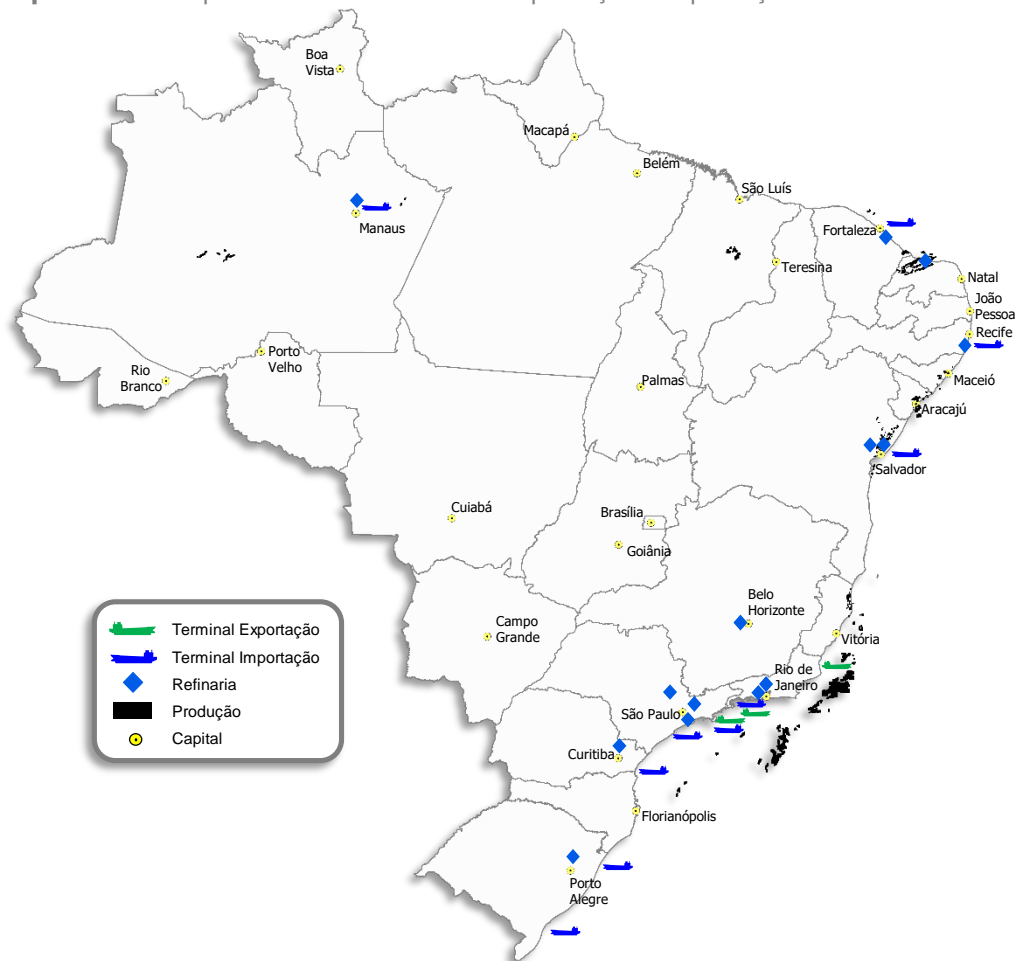 Boa
Vista
Macapá
Belém
São Luís
Manaus
Fortaleza
Teresina
Natal
João
Pessoa
Recife
Porto
Velho
Rio
Branco
Palmas
Maceió
Aracajú
Salvador
Cuiabá
Brasília
Goiânia
Belo
Horizonte
Campo
Grande
Vitória
Rio de
Janeiro
São Paulo
Curitiba
Florianópolis
Porto
Alegre
Terminal Exportação
Terminal Importação
Refinaria
Produção
Capital